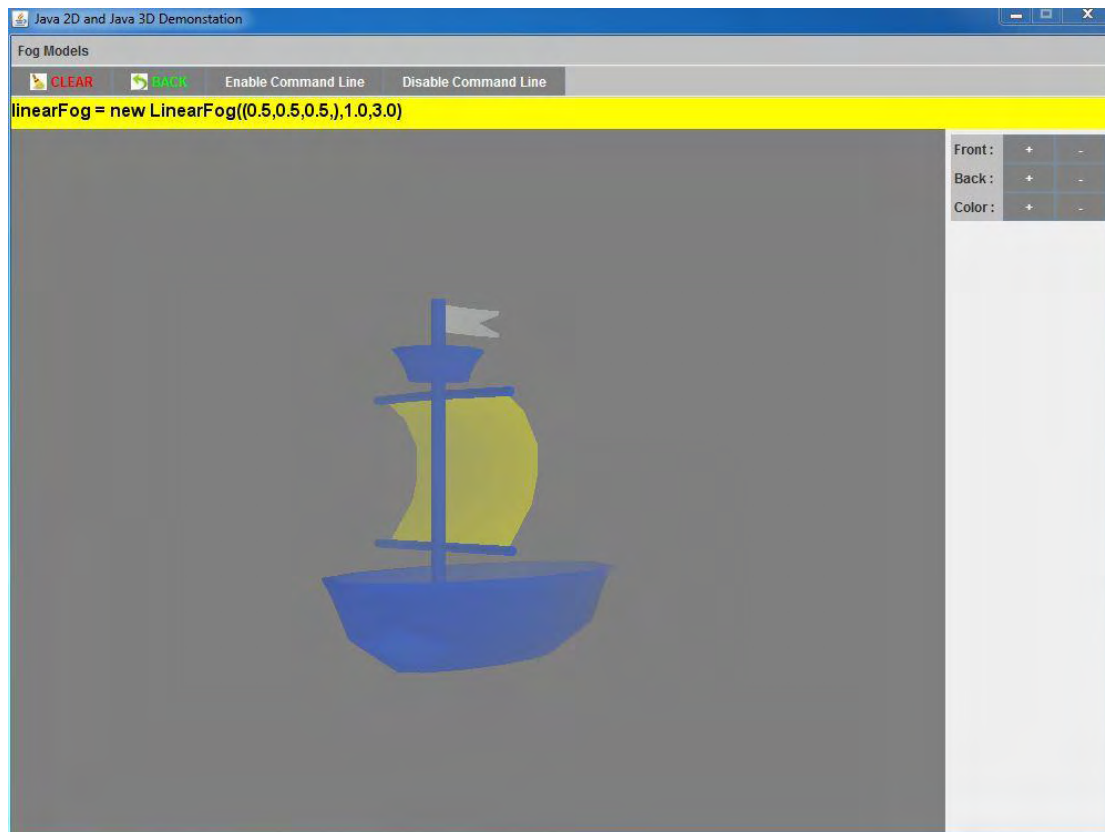 Java 2D and Java 3D Demonstation
Fog Models
CLEAR BACK Enable Command Line Disable Command Line
linearFog = new LinearFog((0.5,0.5,0.5,),1.0,3.0)
Front : + -
Back : + -
Color : + -